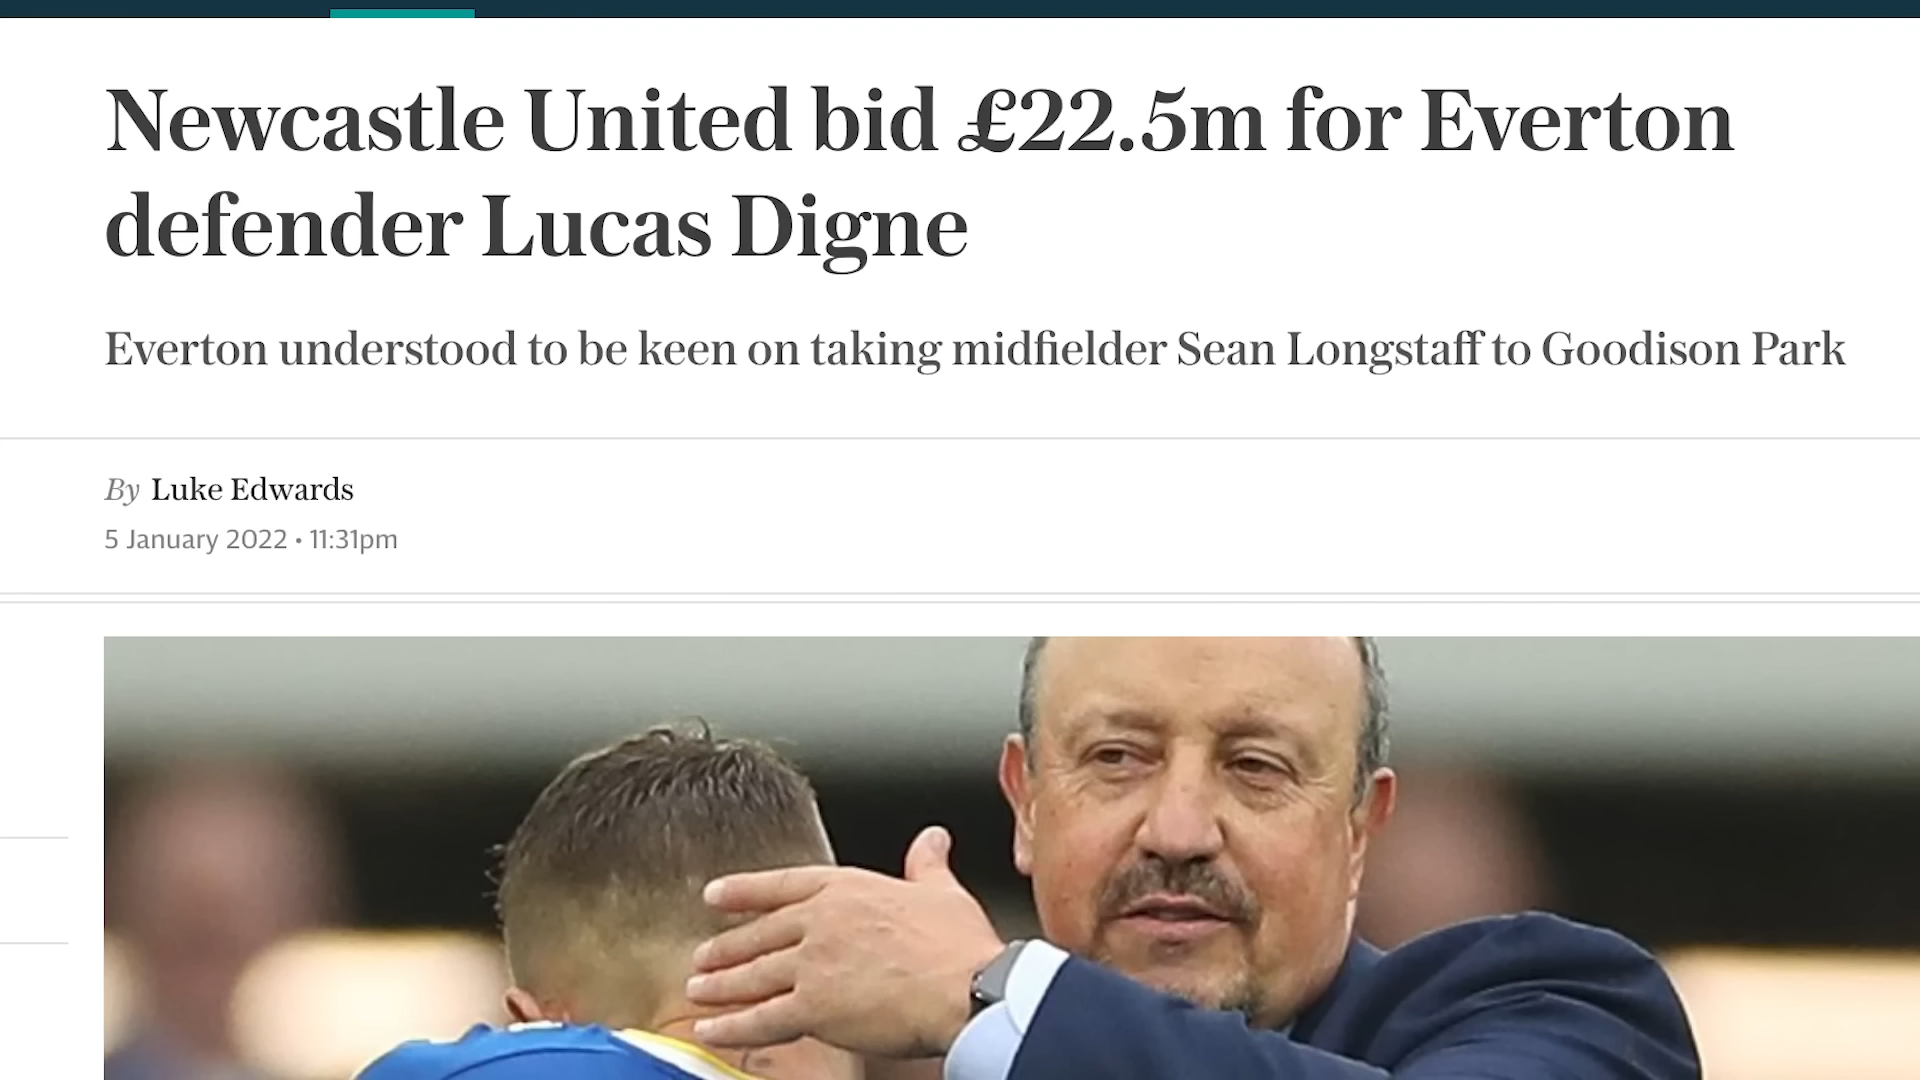 Newcastle United bid £22.5m for Everton
defender Lucas Digne
Everton understood to be keen on taking midfielder Sean Longstaff to Goodison Park
By Luke Edwards
5 January 2022 • 11:31pm